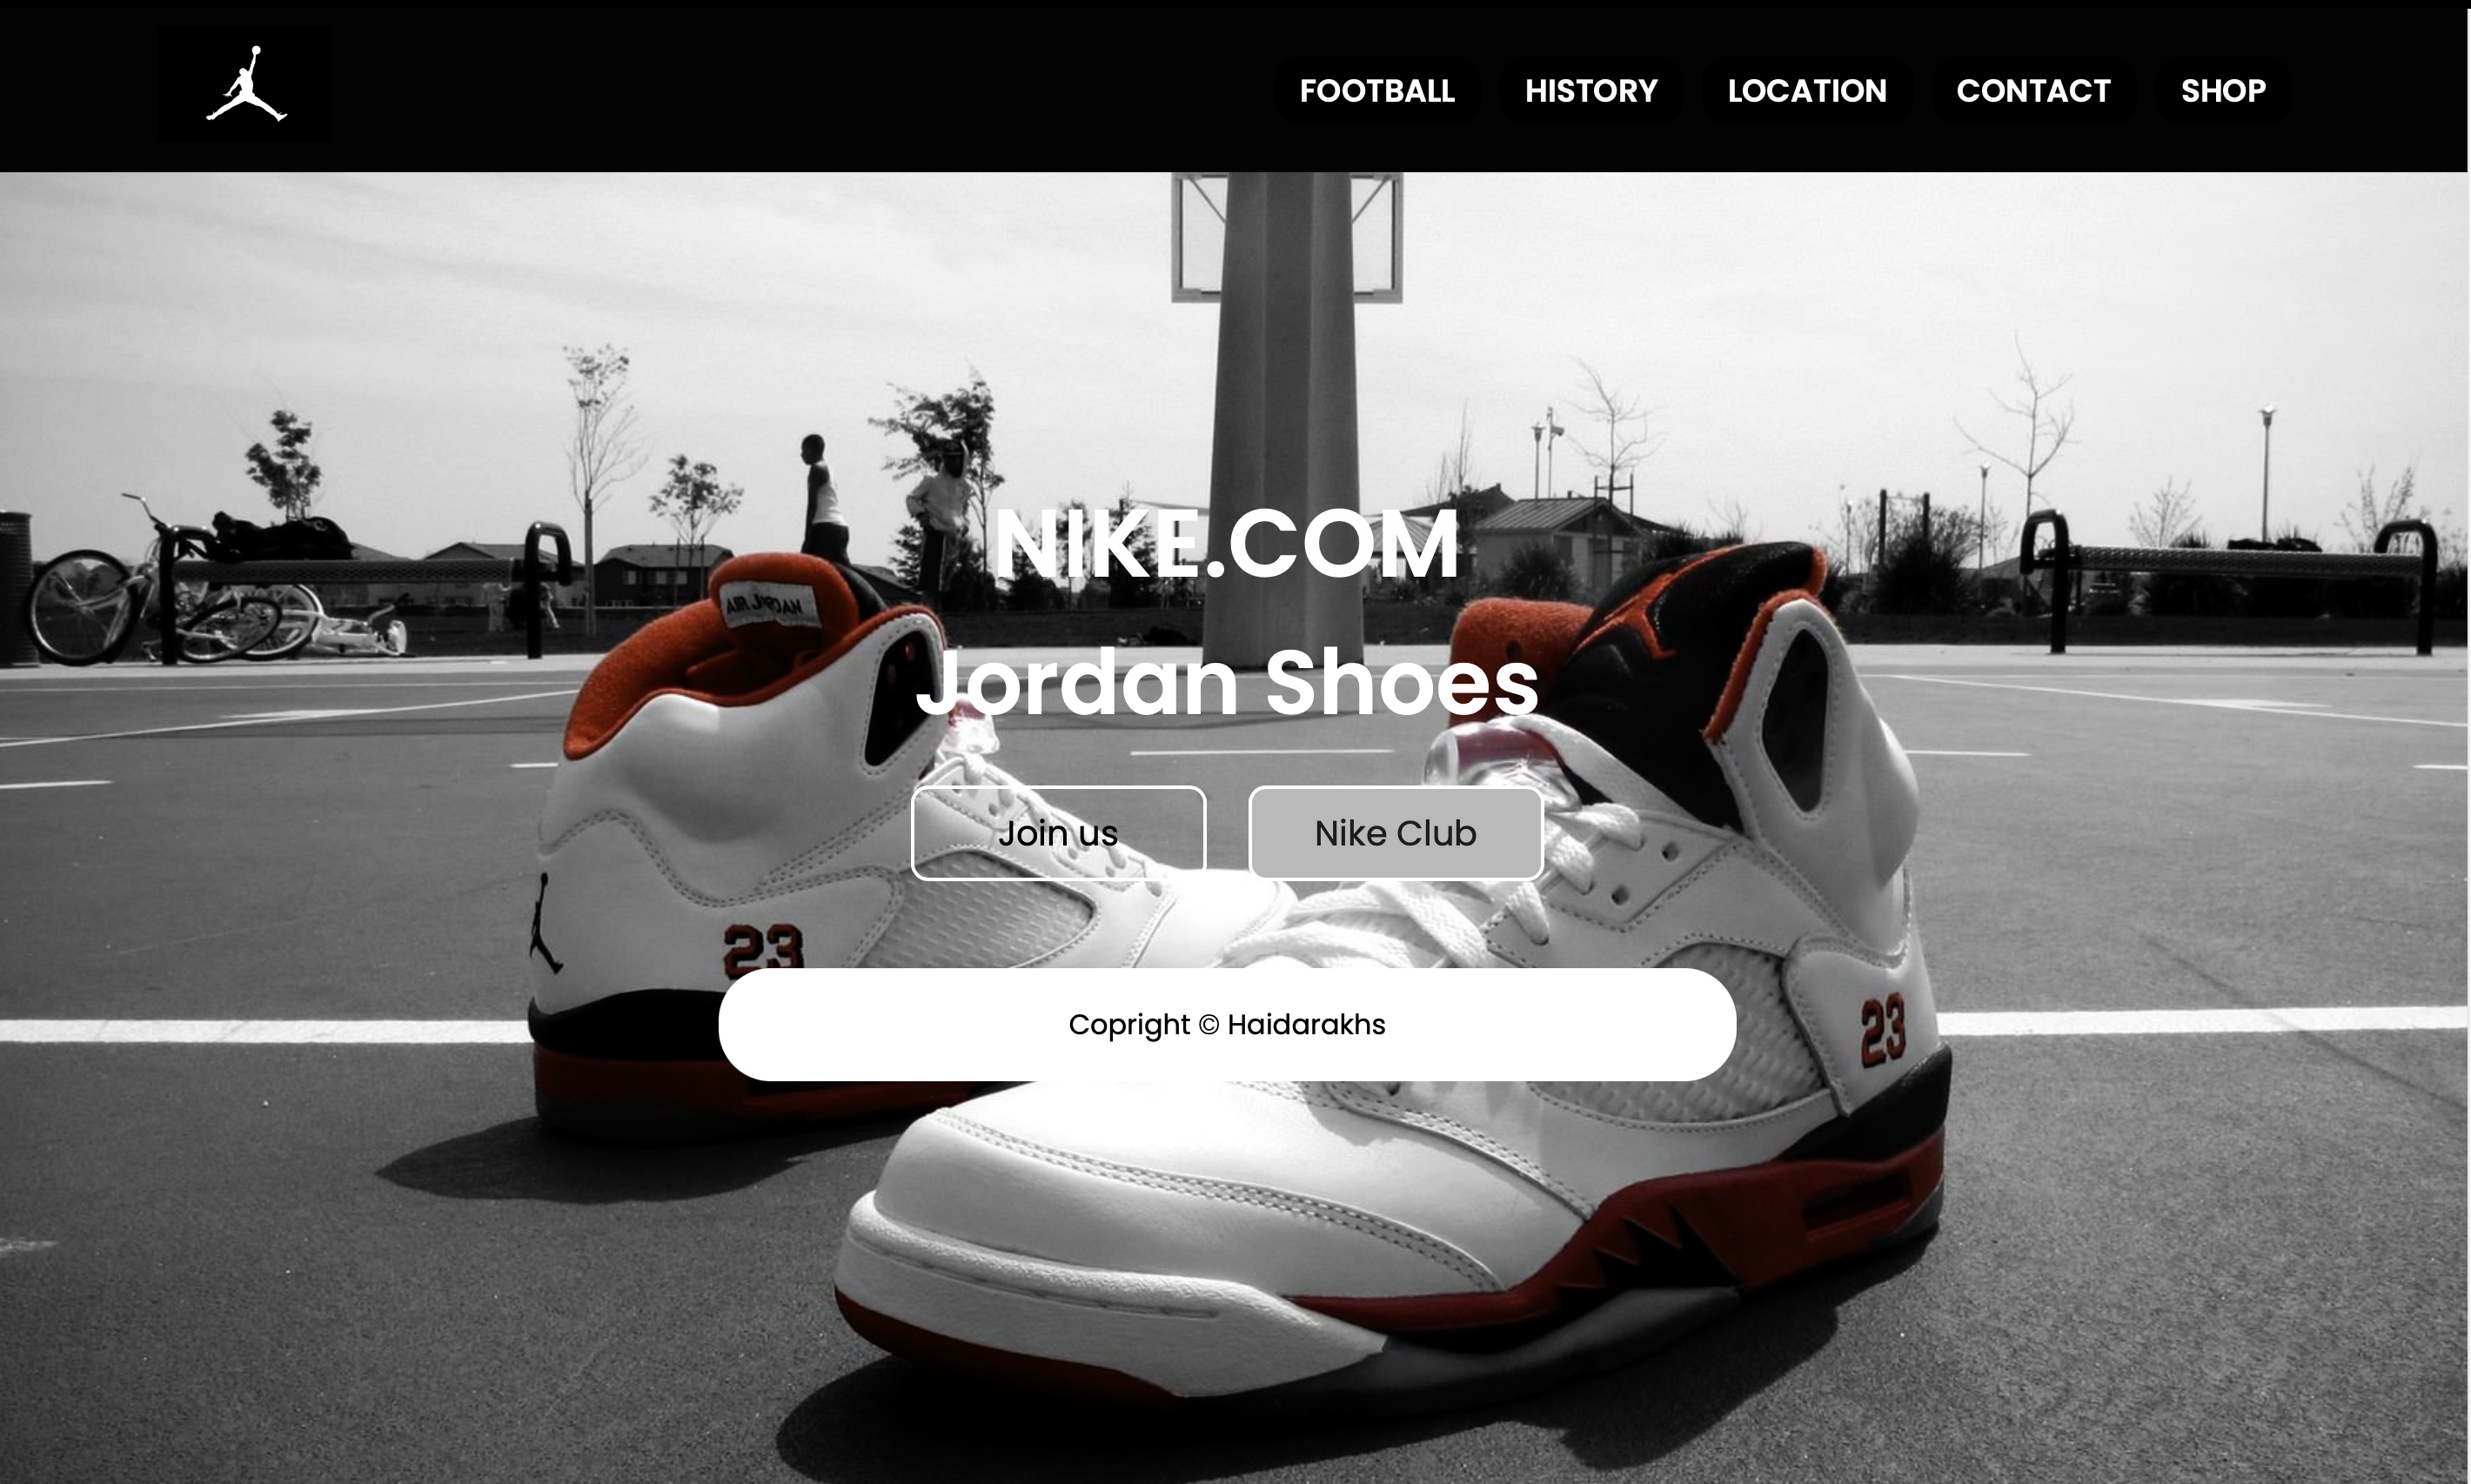 FOOTBALL HISTORY LOCATION CONTACT SHOP
NIKE.COM
AIR JORDAN
Jordan Shoes
Join us Nike Club
23
Copright © Haidarakhs
23